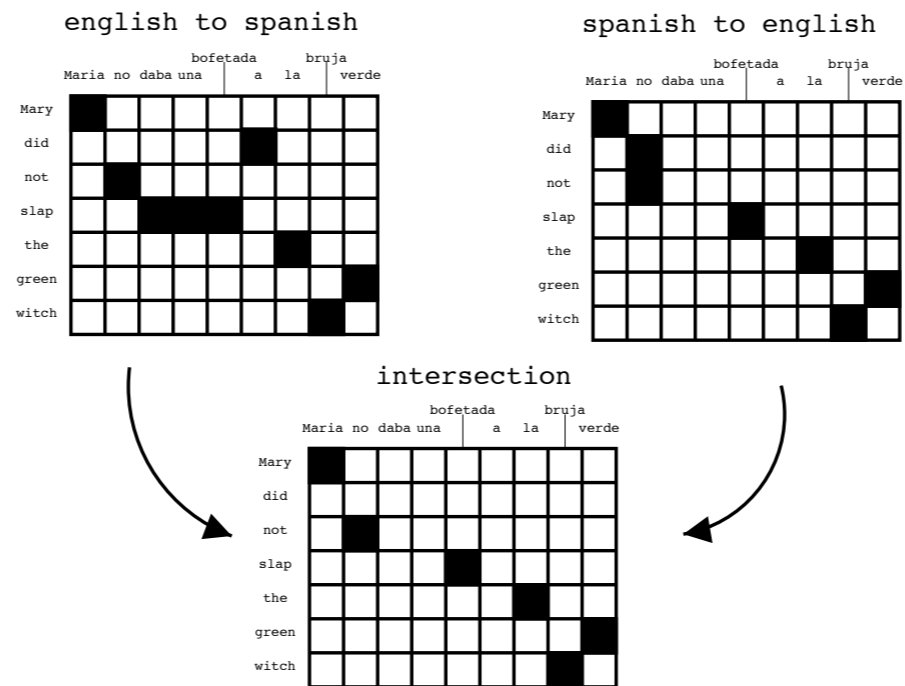 english to spanish
bofetada bruja
Maria no daba una a la verde
Mary
did
not
slap
the
green
witch
spanish to english
bofetada bruja
Maria no daba una a la verde
Mary
did
not
slap
the
green
witch
intersection
bofetada bruja
Maria no daba una a la verde
Mary
did
not
slap
the
green
witch